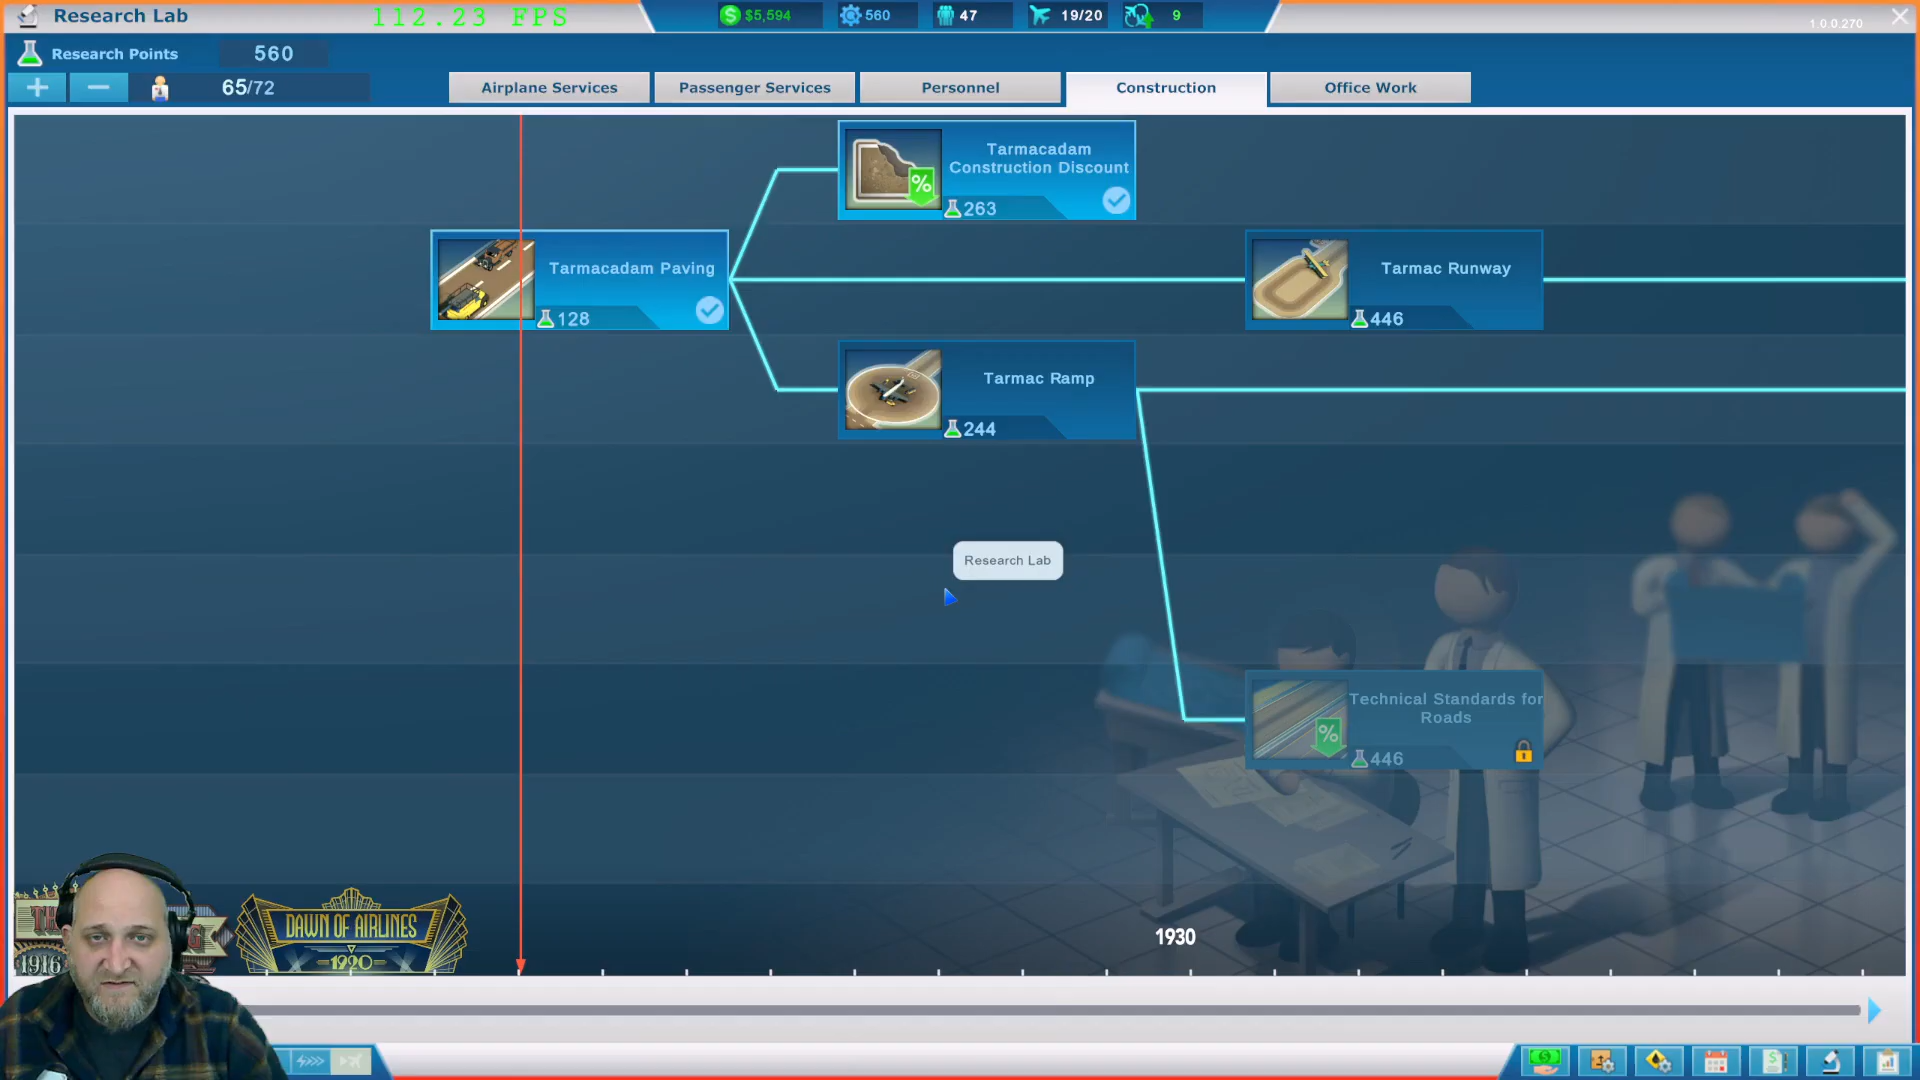 Research Lab
112.23 FPS
$5,594
560
47
19/20
9
1.0.0.270
Research Points
560
65/72
Airplane Services
Passenger Services
Personnel
Construction
Office Work
Tarmacadam
Construction Discount
%
263
Tarmacadam Paving
128
Tarmac Runway
446
Tarmac Ramp
244
Research Lab
Technical Standards for
Roads
%
446
1916
DAWN OF AIRLINES
1920
1930